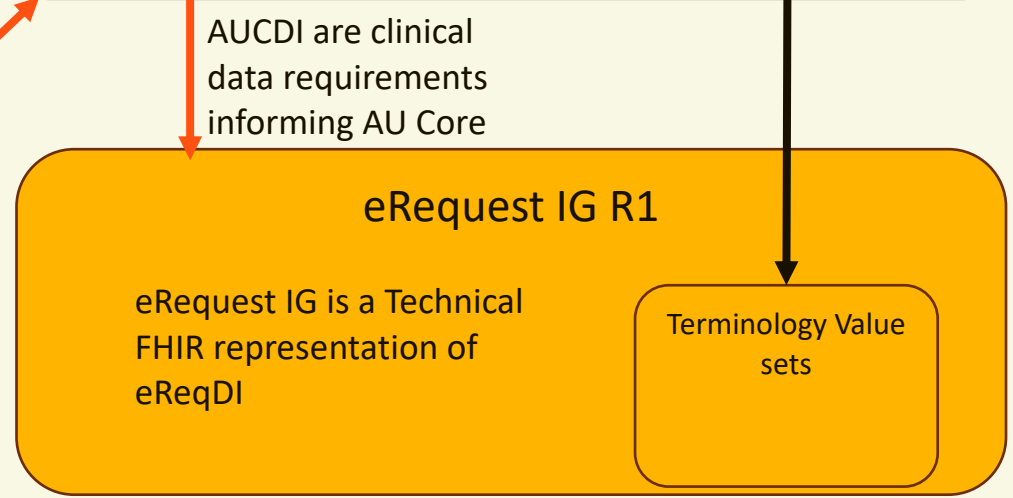 AUCDI are clinical
data requirements
informing AU Core
eRequest IG R1
eRequest IG is a Technical
FHIR representation of
eReqDI
Terminology Value
sets